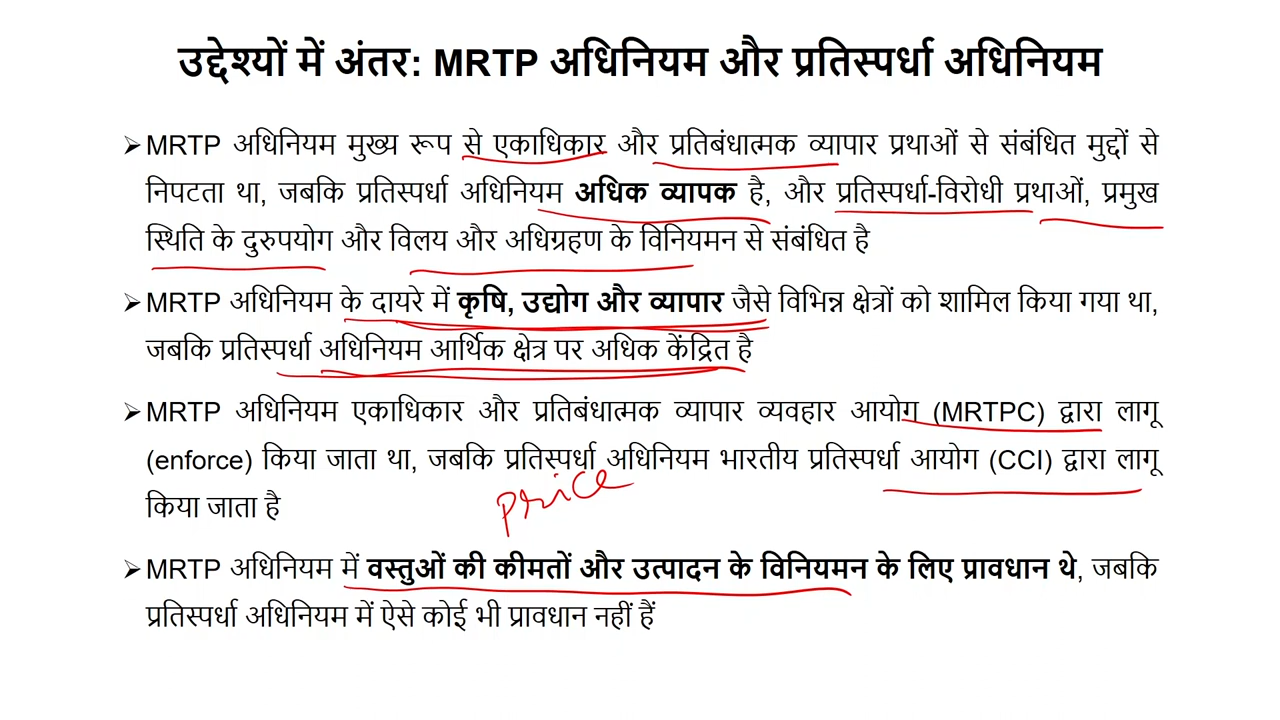 उद्देश्यों में अंतर: MRTP अधिनियम और प्रतिस्पर्धा अधिनियम
➢ MRTP अधिनियम मुख्य रूप से एकाधिकार और प्रतिबंधात्मक व्यापार प्रथाओं से संबंधित मुद्दों से
निपटता था, जबकि प्रतिस्पर्धा अधिनियम अधिक व्यापक है, और प्रतिस्पर्धा-विरोधी प्रथाओं, प्रमुख
स्थिति के दुरुपयोग और विलय और अधिग्रहण के विनियमन से संबंधित है
➢ MRTP अधिनियम के दायरे में कृषि, उद्योग और व्यापार जैसे विभिन्न क्षेत्रों को शामिल किया गया था,
जबकि प्रतिस्पर्धा अधिनियम आर्थिक क्षेत्र पर अधिक केंद्रित है
➢ MRTP अधिनियम एकाधिकार और प्रतिबंधात्मक व्यापार व्यवहार आयोग (MRTPC) द्वारा लागू
(enforce) किया जाता था, जबकि प्रतिस्पर्धा अधिनियम भारतीय प्रतिस्पर्धा आयोग (CCI) द्वारा लागू
किया जाता है
price
➢ MRTP अधिनियम में वस्तुओं की कीमतों और उत्पादन के विनियमन के लिए प्रावधान थे, जबकि
प्रतिस्पर्धा अधिनियम में ऐसे कोई भी प्रावधान नहीं हैं